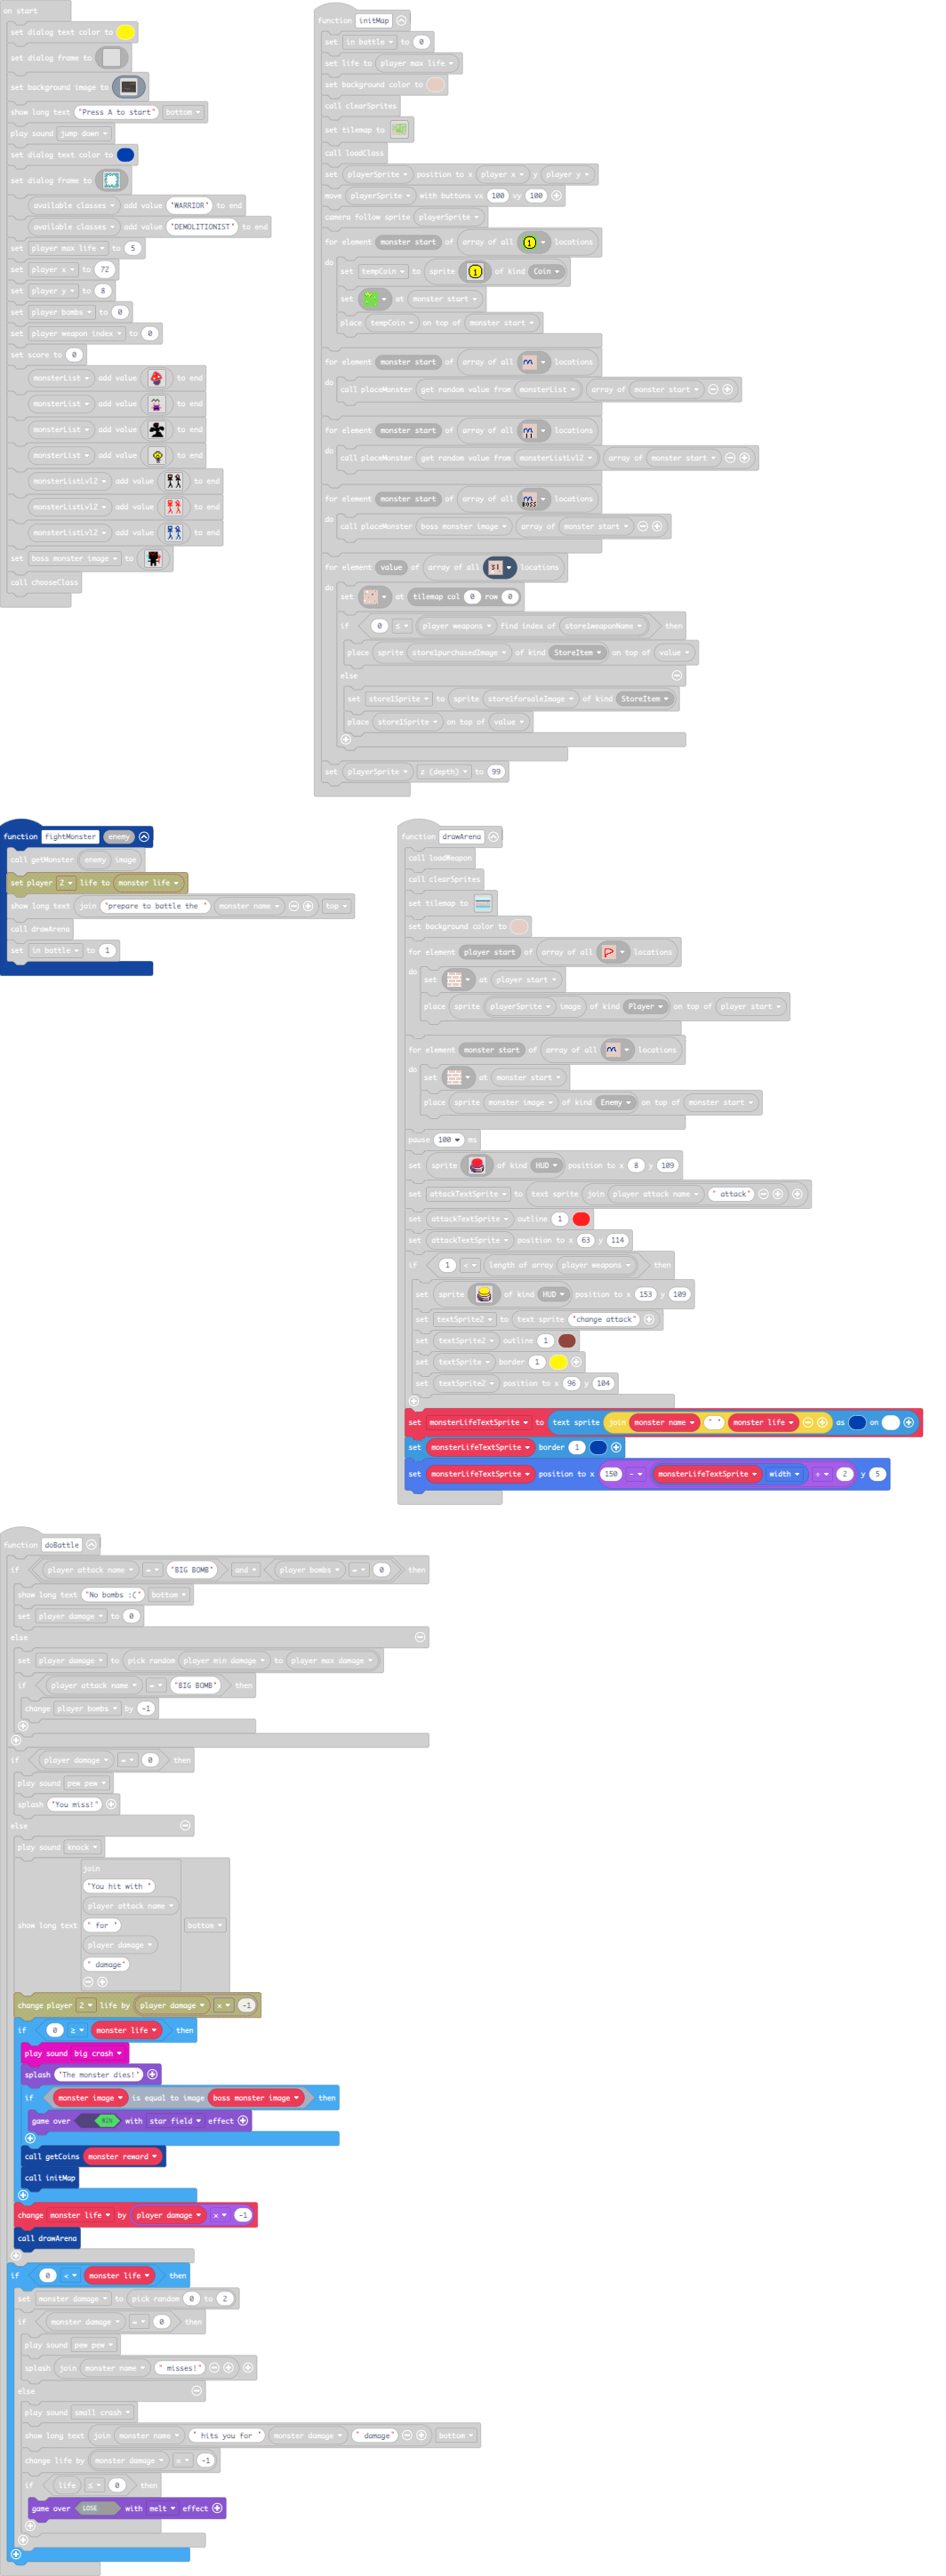 on start
set dialog text color to
set dialog frame to
set background image to
show long text "Press A to start" bottom
play sound jump down
set dialog text color to
set dialog frame to
available classes add value "WARRIOR" to end
available classes add value "DEMOLITIONIST" to end
set player max life to 5
set player x to 72
set player y to 8
set player bombs to 0
set player weapon index to 0
set score to 0
monsterList add value to end
monsterList add value to end
monsterList add value to end
monsterList add value to end
monsterListLvl2 add value to end
monsterListLvl2 add value to end
monsterListLvl2 add value to end
set boss monster image to
call chooseClass
function initMap
set in battle to 0
set life to player max life
set background color to
call clearSprites
set tilemap to
call loadClass
set playerSprite position to x player x y player y
move playerSprite with buttons vx 100 vy 100
camera follow sprite playerSprite
for element monster start of array of all 1 locations
do
set tempCoin to sprite 1 of kind Coin
set at monster start
place tempCoin on top of monster start
for element monster start of array of all m locations
do
call placeMonster get random value from monsterList array of monster start
for element monster start of array of all m locations
do
call placeMonster get random value from monsterListLvl2 array of monster start
for element monster start of array of all m BOSS locations
do
call placeMonster boss monster image array of monster start
for element value of array of all S1 locations
do
set at tilemap col 0 row 0
if 0 ≤ player weapons find index of store1weaponName then
place sprite store1purchasedImage of kind StoreItem on top of value
else
set store1Sprite to sprite store1forsaleImage of kind StoreItem
place store1Sprite on top of value
set playerSprite z (depth) to 99
function fightMonster enemy
call getMonster enemy image
set player 2 life to monster life
show long text join "prepare to battle the " monster name top
call drawArena
set in battle to 1
function drawArena
call loadWeapon
call clearSprites
set tilemap to
set background color to
for element player start of array of all P locations
do
set at player start
place sprite playerSprite image of kind Player on top of player start
for element monster start of array of all m locations
do
set at monster start
place sprite monster image of kind Enemy on top of monster start
pause 100 ms
set sprite of kind HUD position to x 8 y 109
set attackTextSprite to text sprite join player attack name " attack"
set attackTextSprite outline 1
set attackTextSprite position to x 63 y 114
if 1 < length of array player weapons then
set sprite of kind HUD position to x 153 y 109
set textSprite2 to text sprite "change attack"
set textSprite2 outline 1
set textSprite border 1
set textSprite2 position to x 96 y 104
set monsterLifeTextSprite to text sprite join monster name " " monster life as on
set monsterLifeTextSprite border 1
set monsterLifeTextSprite position to x 150 - monsterLifeTextSprite width ÷ 2 y 5
function doBattle
if player attack name = "BIG BOMB" and player bombs = 0 then
show long text "No bombs :(" bottom
set player damage to 0
else
set player damage to pick random player min damage to player max damage
if player attack name = "BIG BOMB" then
change player bombs by -1
if player damage = 0 then
play sound pew pew
splash "You miss!"
else
play sound knock
join
"You hit with "
player attack name
show long text " for " bottom
player damage
" damage"
change player 2 life by player damage × -1
if 0 ≥ monster life then
play sound big crash
splash "The monster dies!"
if monster image is equal to image boss monster image then
game over WIN with star field effect
call getCoins monster reward
call initMap
change monster life by player damage × -1
call drawArena
if 0 < monster life then
set monster damage to pick random 0 to 2
if monster damage = 0 then
play sound pew pew
splash join monster name " misses!"
else
play sound small crash
show long text join monster name " hits you for " monster damage " damage" bottom
change life by monster damage × -1
if life ≤ 0 then
game over LOSE with melt effect